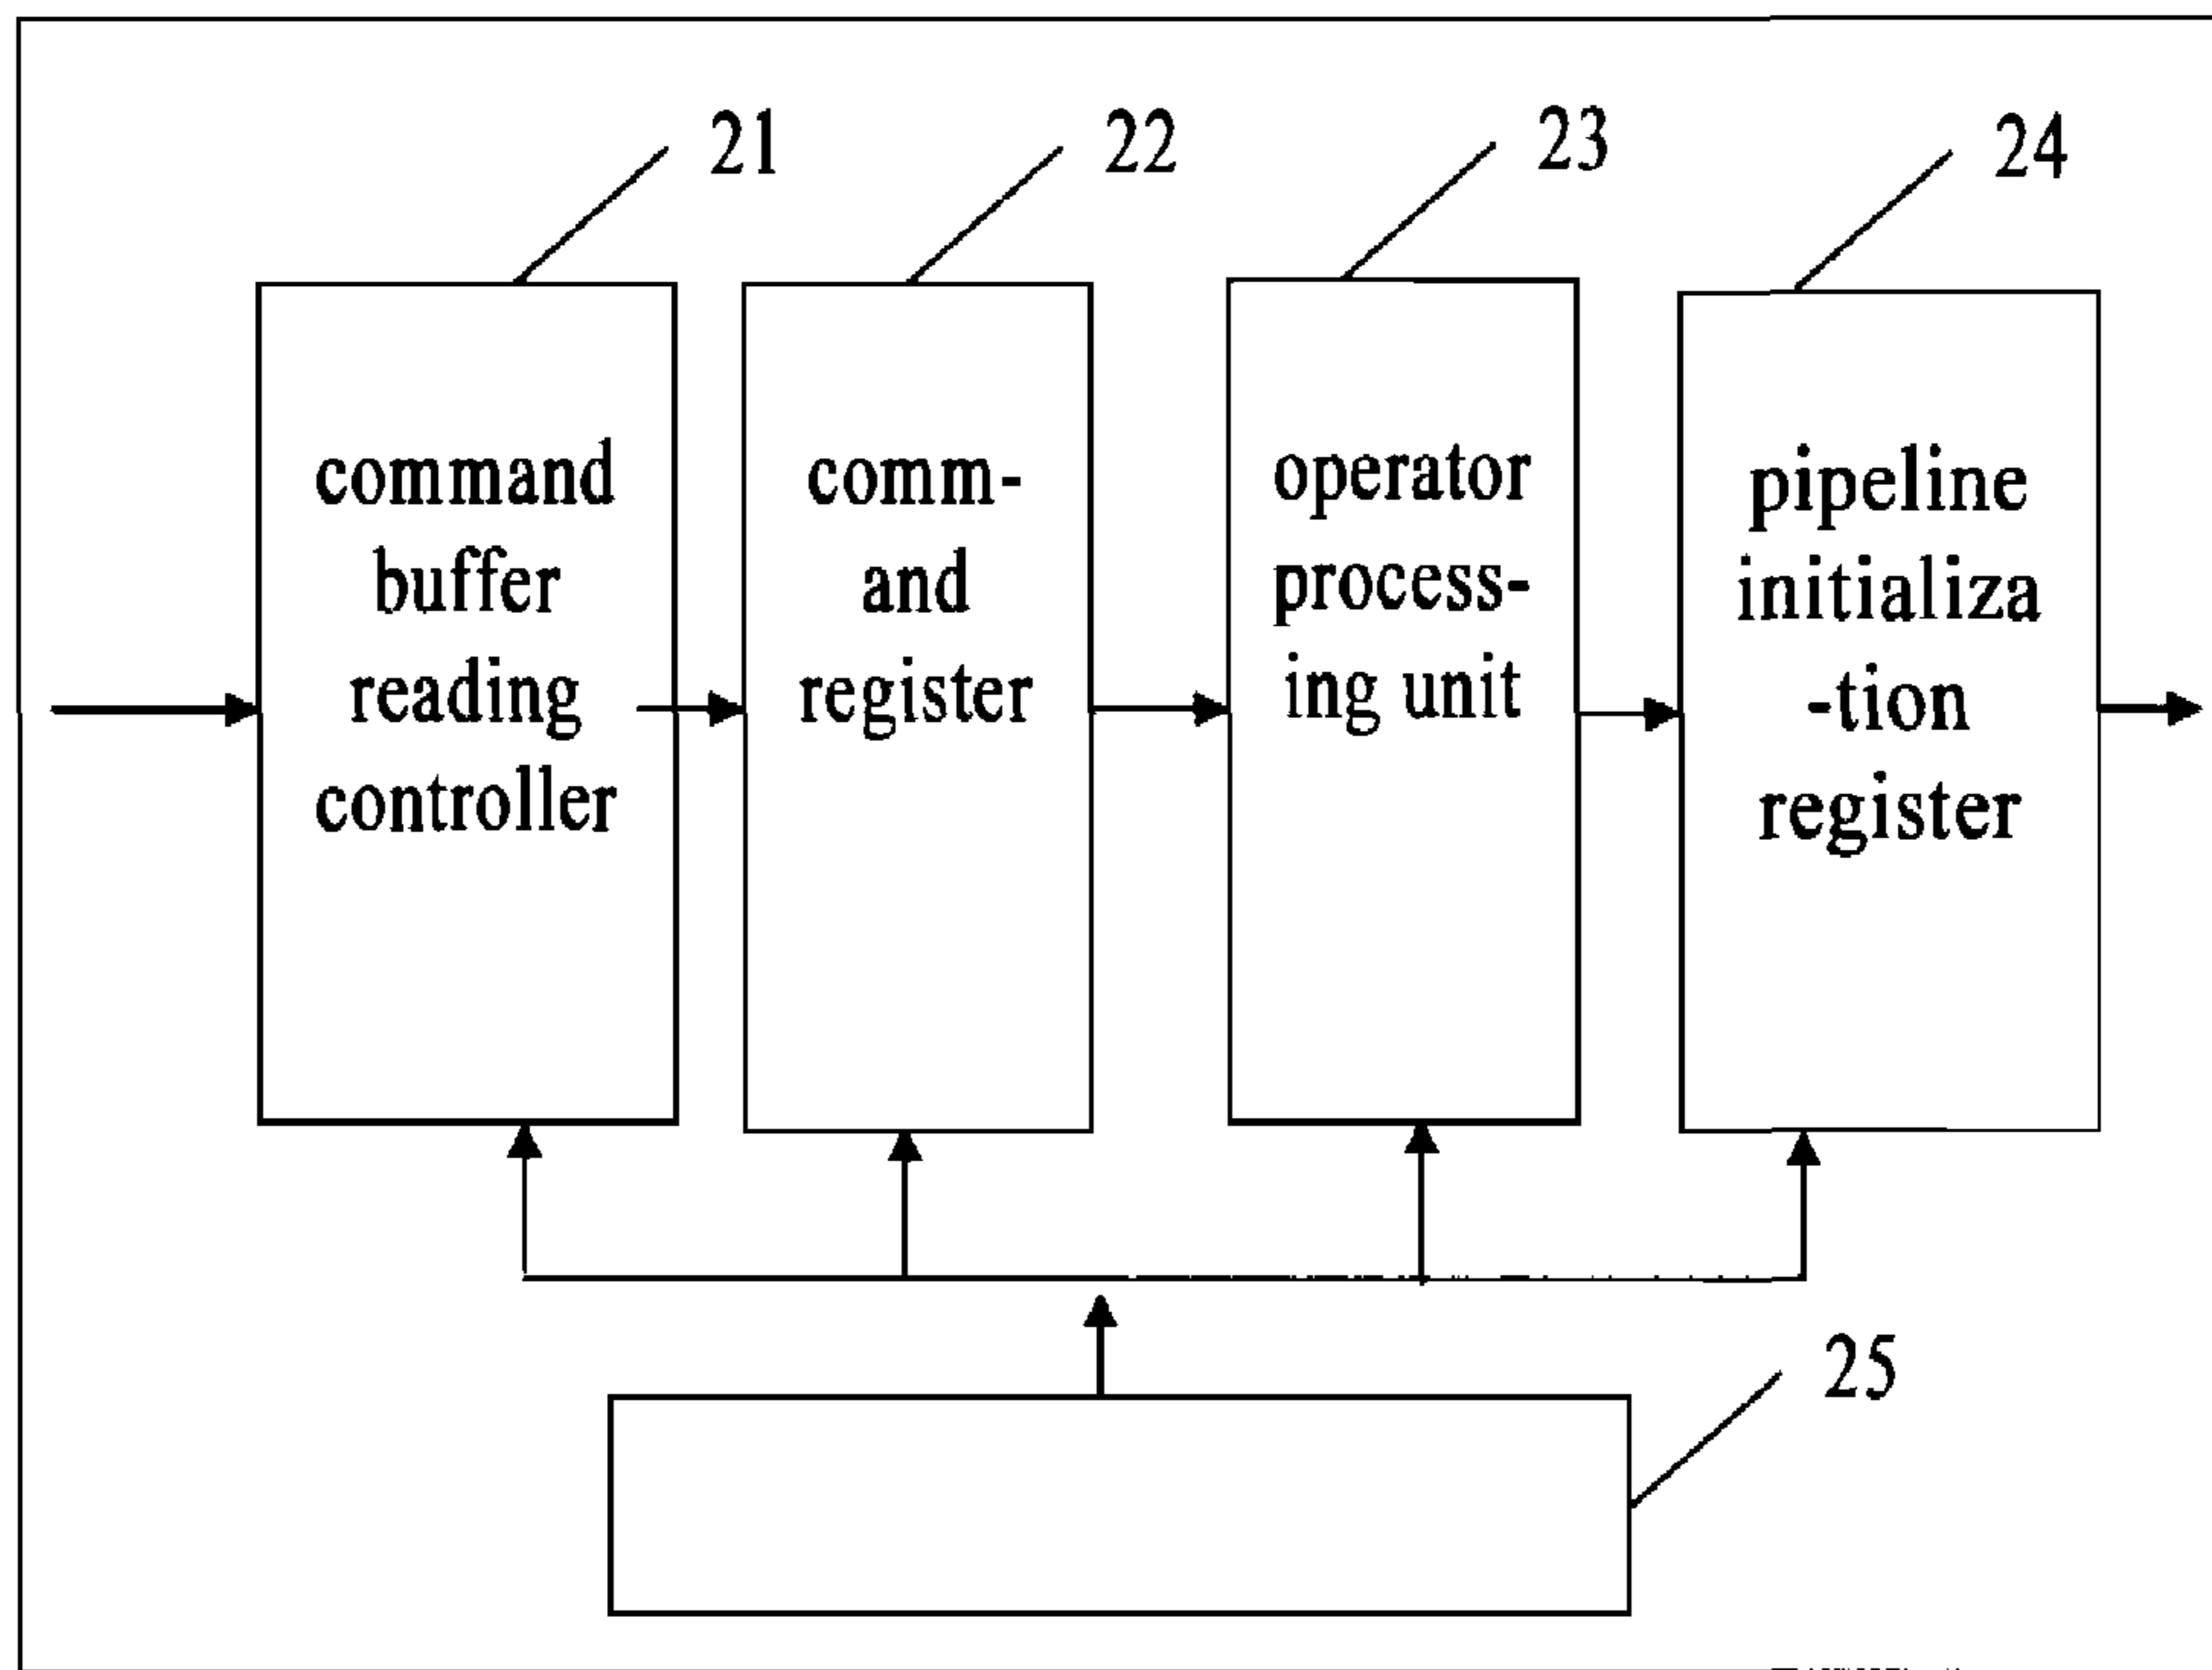 21
22
23
24
command
buffer
reading
controller
comm-
and
register
operator
process-
ing unit
pipeline
initializa
-tion
register
25